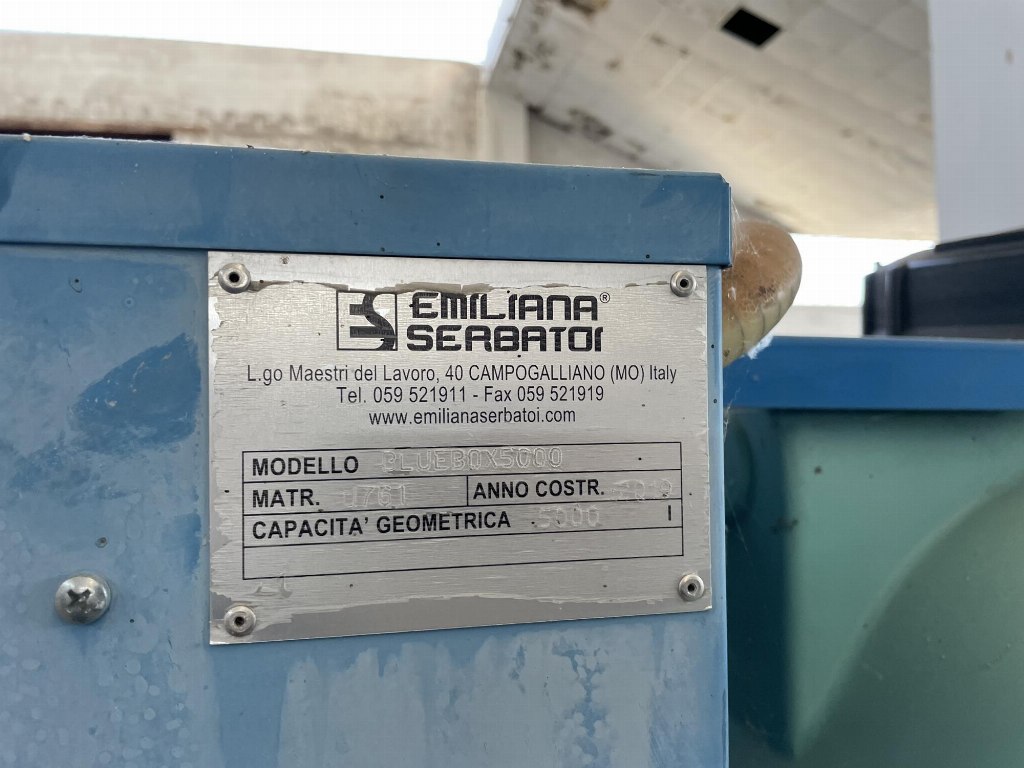 EMILIANA®
SERBATOI
L.go Maestri del Lavoro, 40 CAMPOGALLIANO (MO) Italy
Tel. 059 521911 - Fax 059 521919
www.emilianaserbatoi.com
MODELLO BLUEBOX5000
MATR. 0761 ANNO COSTR.
CAPACITA' GEOMETRICA 5000 l